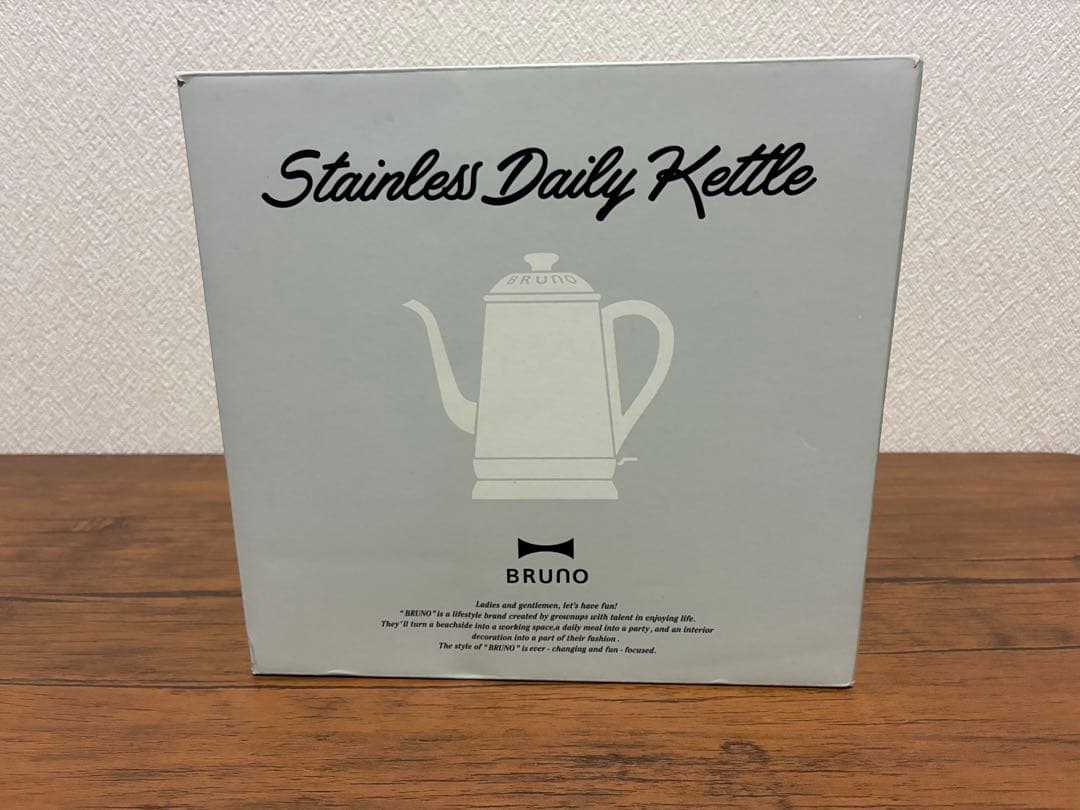 Stainless Daily Kettle
BRUNO
BRUNO
Ladies and gentlemen, let's have fun!
"BRUNO" is a lifestyle brand created by grownups with talent in enjoying life.
They'll turn a beachside into a working space,a daily meal into a party, and an interior
decoration into a part of their fashion.
The style of "BRUNO" is ever - changing and fun - focused.